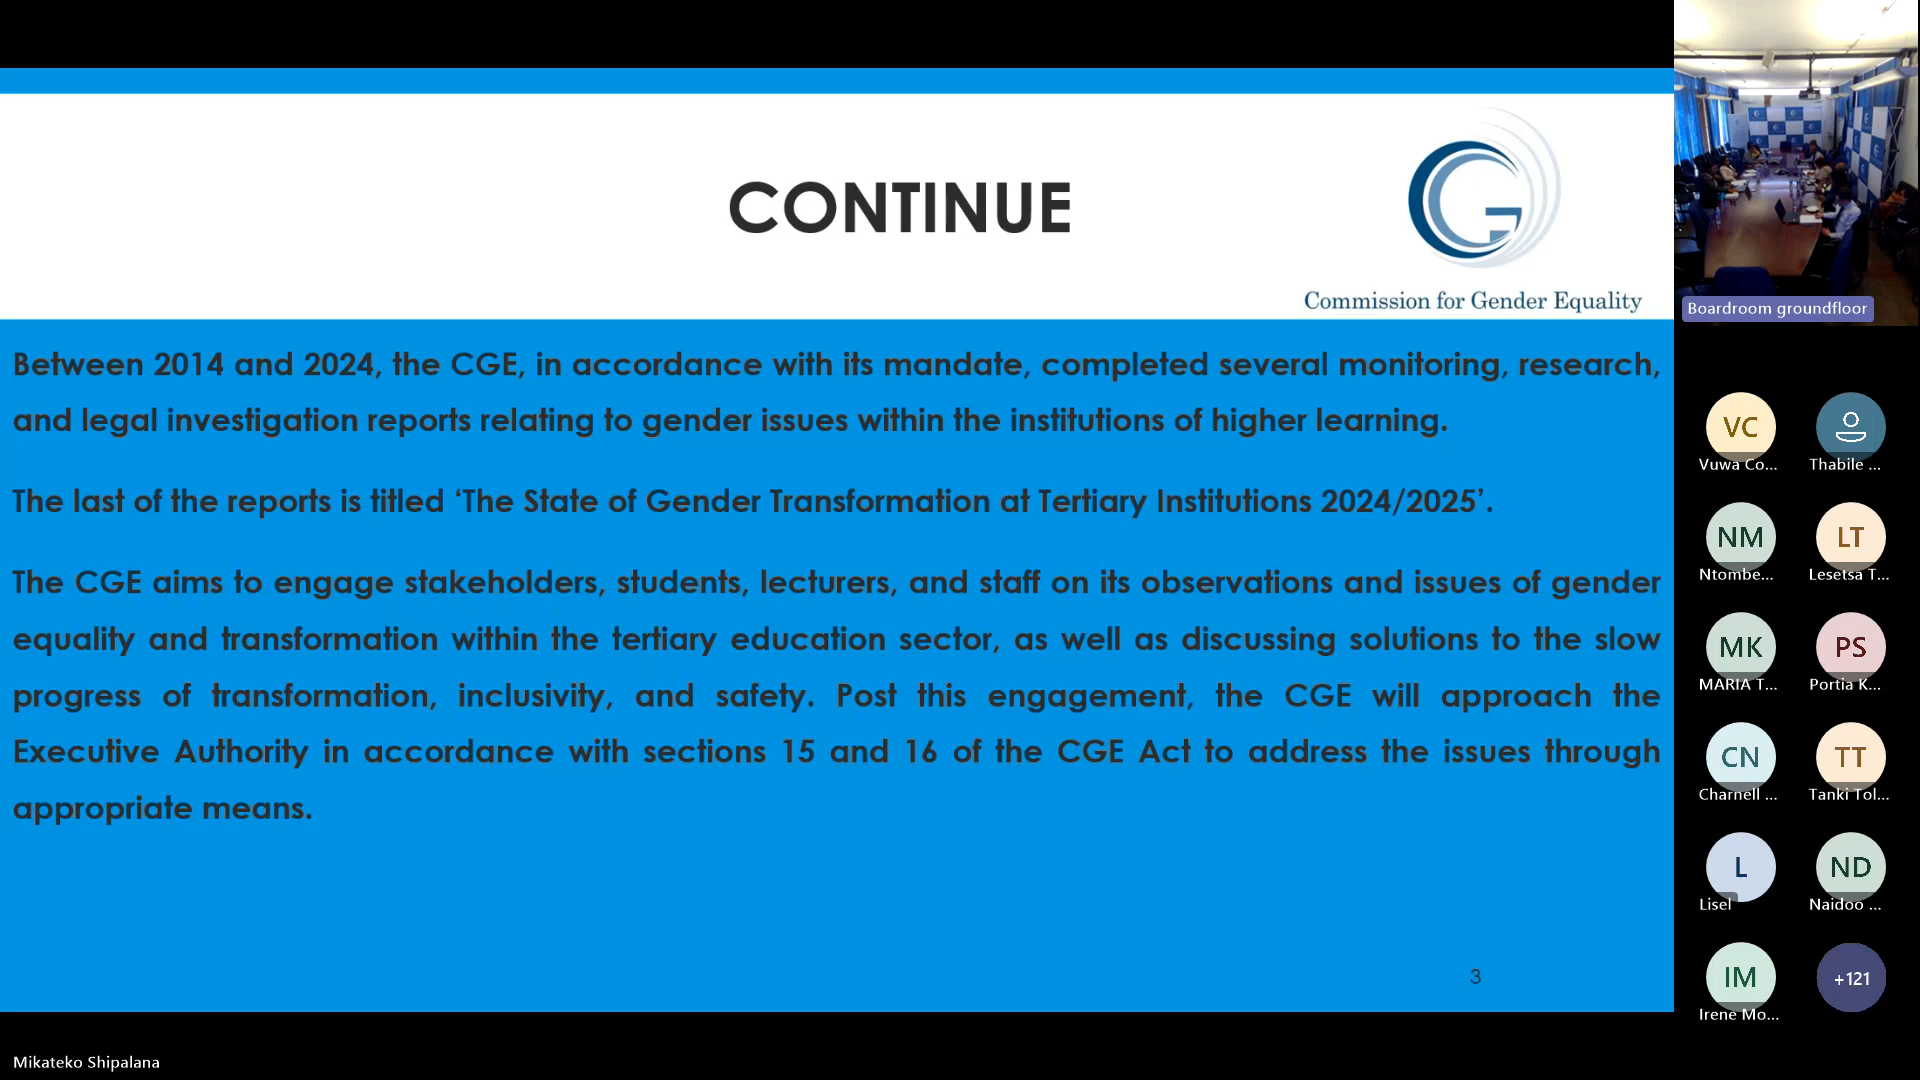 CONTINUE
Commission for Gender Equality
Between 2014 and 2024, the CGE, in accordance with its mandate, completed several monitoring, research,
and legal investigation reports relating to gender issues within the institutions of higher learning.
The last of the reports is titled ‘The State of Gender Transformation at Tertiary Institutions 2024/2025’.
The CGE aims to engage stakeholders, students, lecturers, and staff on its observations and issues of gender
equality and transformation within the tertiary education sector, as well as discussing solutions to the slow
progress of transformation, inclusivity, and safety. Post this engagement, the CGE will approach the
Executive Authority in accordance with sections 15 and 16 of the CGE Act to address the issues through
appropriate means.
3
Mikateko Shipalana
Boardroom groundfloor
VC
Vuwa Co...
Thabile ...
NM
Ntombe...
LT
Lesetsa T...
MK
MARIA T...
PS
Portia K...
CN
Charnell ...
TT
Tanki Tol...
L
Lisel
ND
Naidoo ...
IM
Irene Mo...
+121